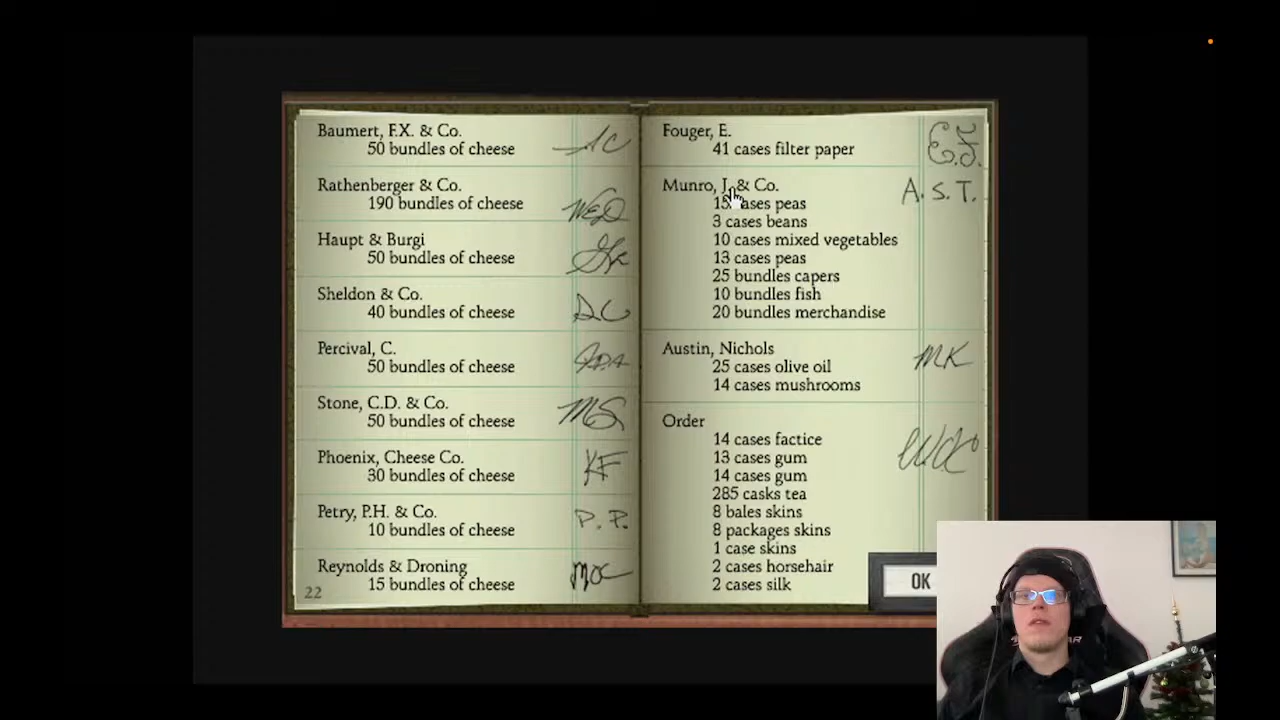 Baumert, F.X. & Co.
50 bundles of cheese
Rathenberger & Co.
190 bundles of cheese
WED
Haupt & Burgi
50 bundles of cheese
Sheldon & Co.
40 bundles of cheese
DC
Percival, C.
50 bundles of cheese
Stone, C.D. & Co.
50 bundles of cheese
MS
Phoenix, Cheese Co.
30 bundles of cheese
KF
Petry, P.H. & Co.
10 bundles of cheese
P. P.
Reynolds & Droning
15 bundles of cheese
22
Fouger, E.
41 cases filter paper
Munro, J. & Co.
A. S. T.
peas
3 cases beans
10 cases mixed vegetables
13 cases peas
25 bundles capers
10 bundles fish
20 bundles merchandise
Austin, Nichols
MK
25 cases olive oil
14 cases mushrooms
Order
14 cases factice
13 cases gum
14 cases gum
285 casks tea
8 bales skins
8 packages skins
1 case skins
2 cases horsehair
2 cases silk
OK